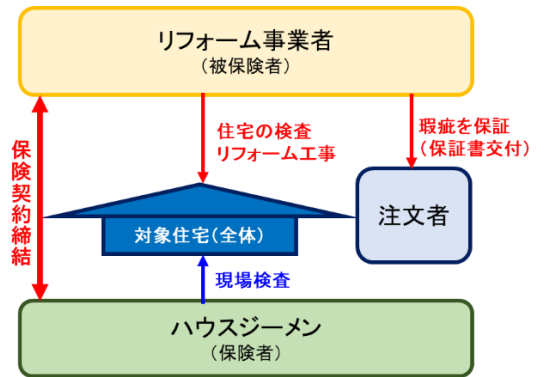 リフォーム事業者
（被保険者）
保険契約締結
住宅の検査
リフォーム工事
瑕疵を保証
（保証書交付）
注文者
対象住宅（全体）
現場検査
ハウスジーメン
（保険者）